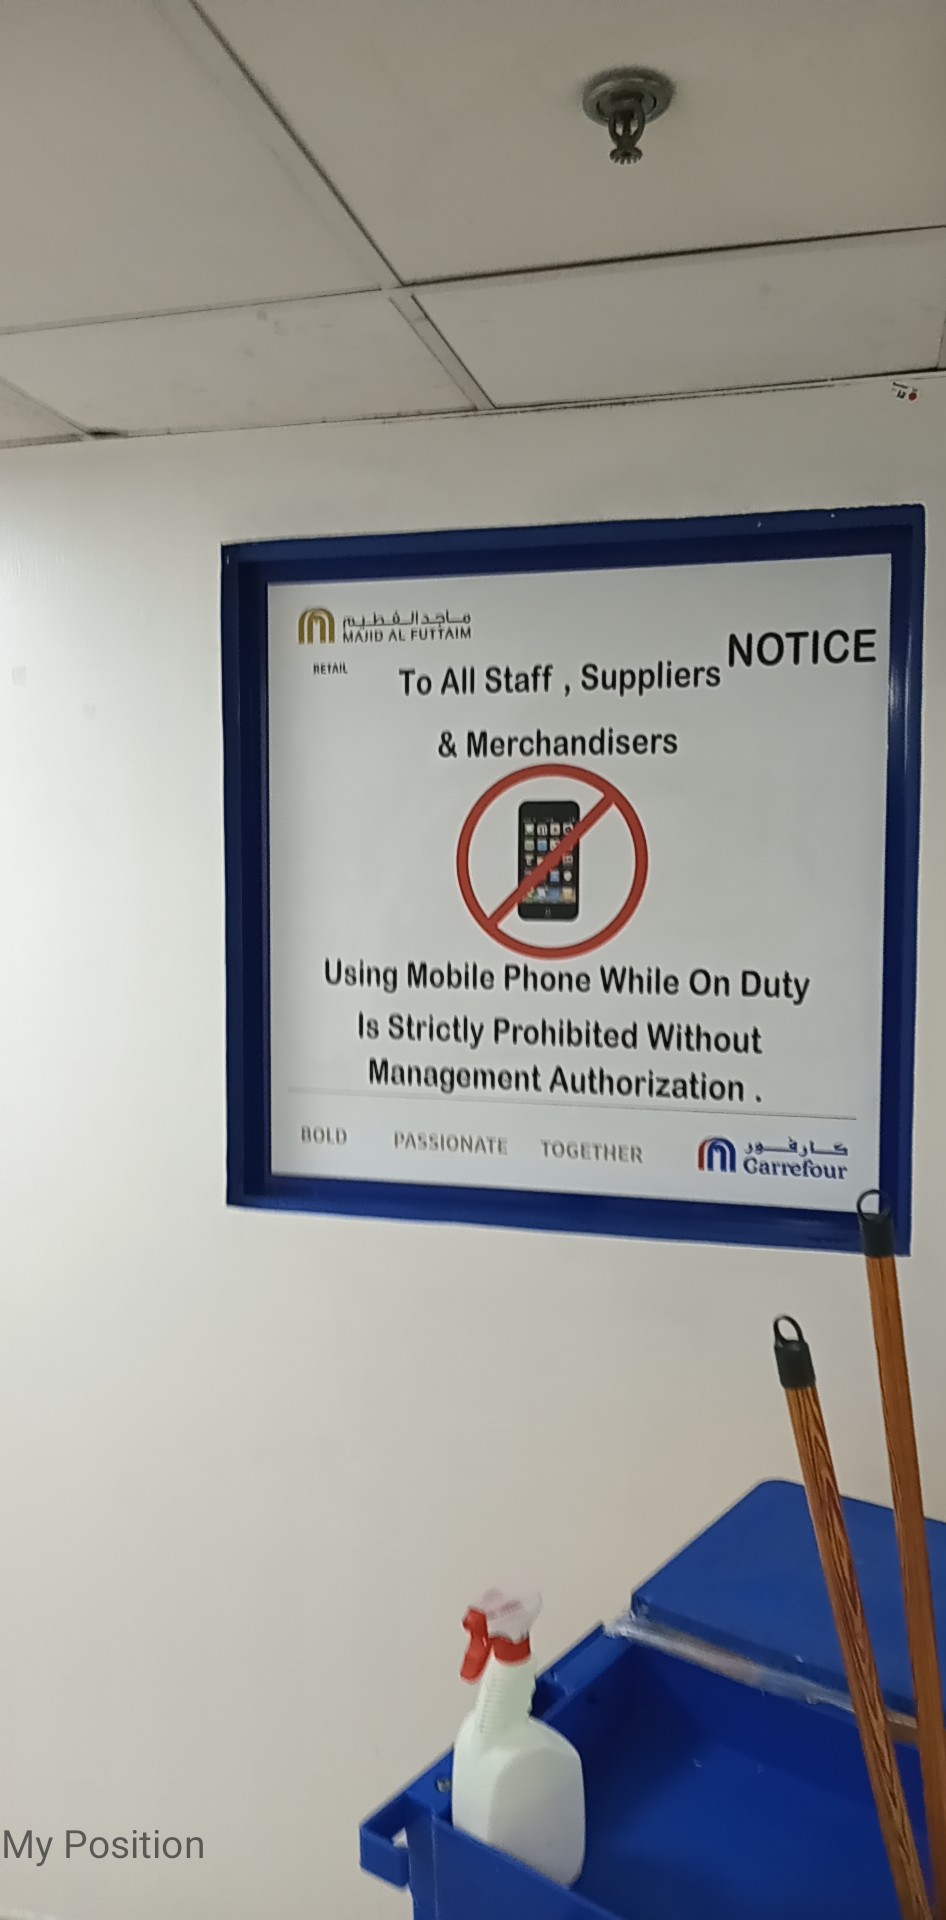 ماجد الفطيم
MAJID AL FUTTAIM
RETAIL
NOTICE
To All Staff , Suppliers
& Merchandisers
Using Mobile Phone While On Duty
Is Strictly Prohibited Without
Management Authorization .
BOLD PASSIONATE TOGETHER
كارفور
Carrefour
My Position